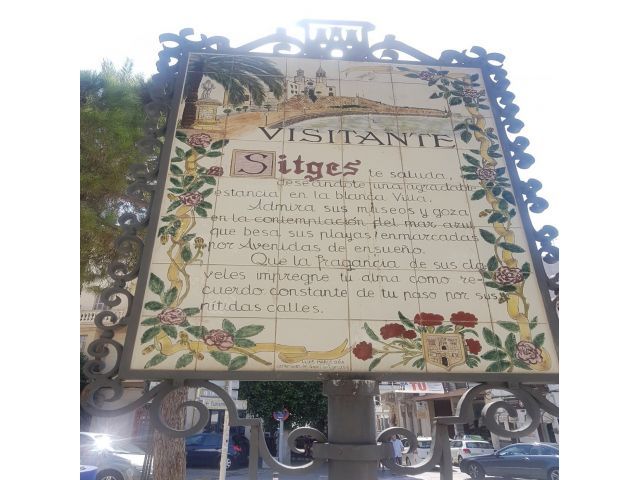 VISITANTE
Sitges te saluda,
deseándote una agradable
estancia en la blanca Villa.
Admira sus museos y goza
en la contemplación del mar azul
que besa sus playas enmarcadas
por Avenidas de ensueño.
Que la fragancia de sus cla-
veles impregne tu alma como re-
cuerdo constante de tu paso por sus
nítidas calles.